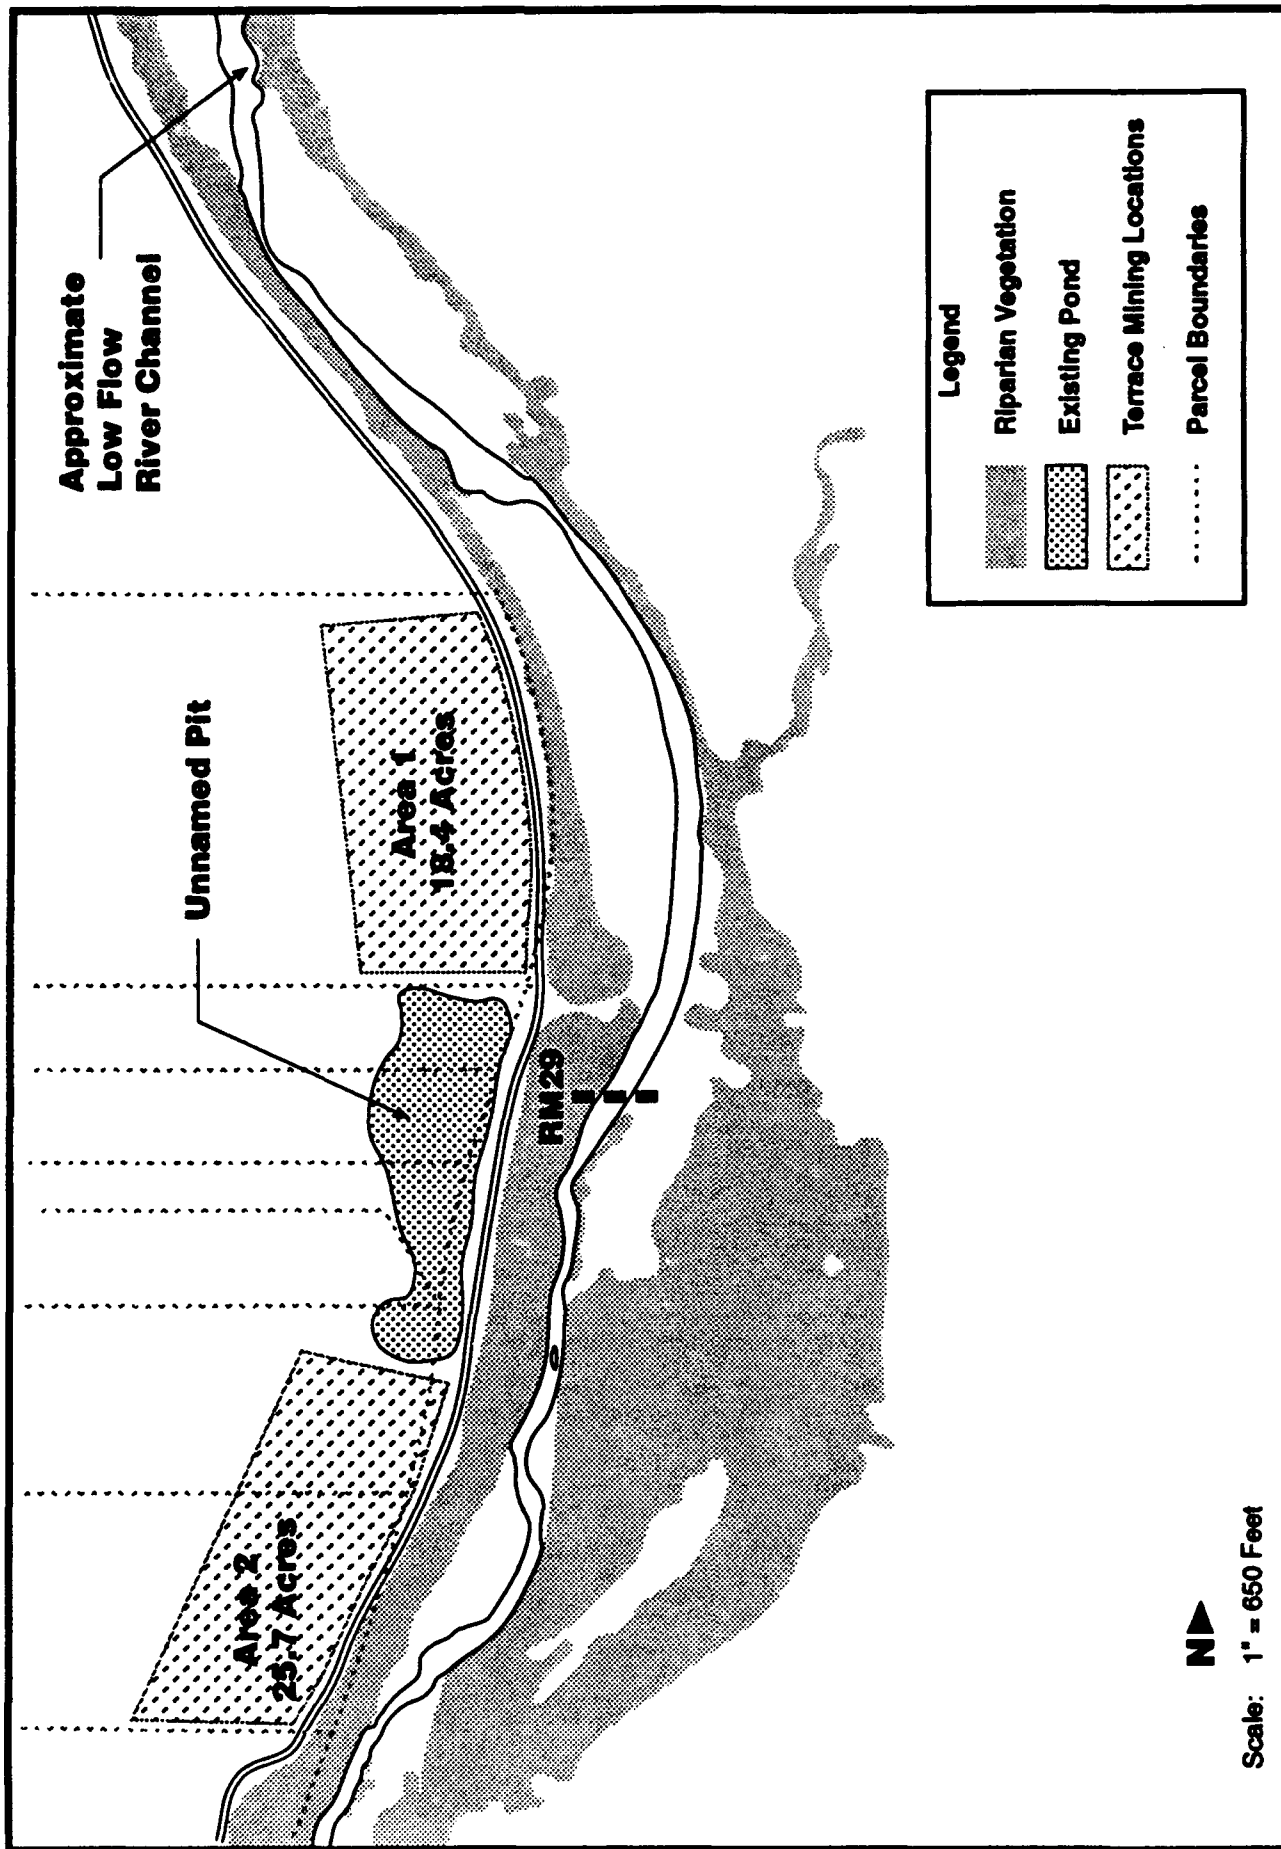 Approximate
Low Flow
River Channel
Unnamed Pit
Area 1
18.4 Acres
Area 2
25.7 Acres
RM29
Legend
Riparian Vegetation
Existing Pond
Terrace Mining Locations
Parcel Boundaries
N
Scale: 1" = 650 Feet